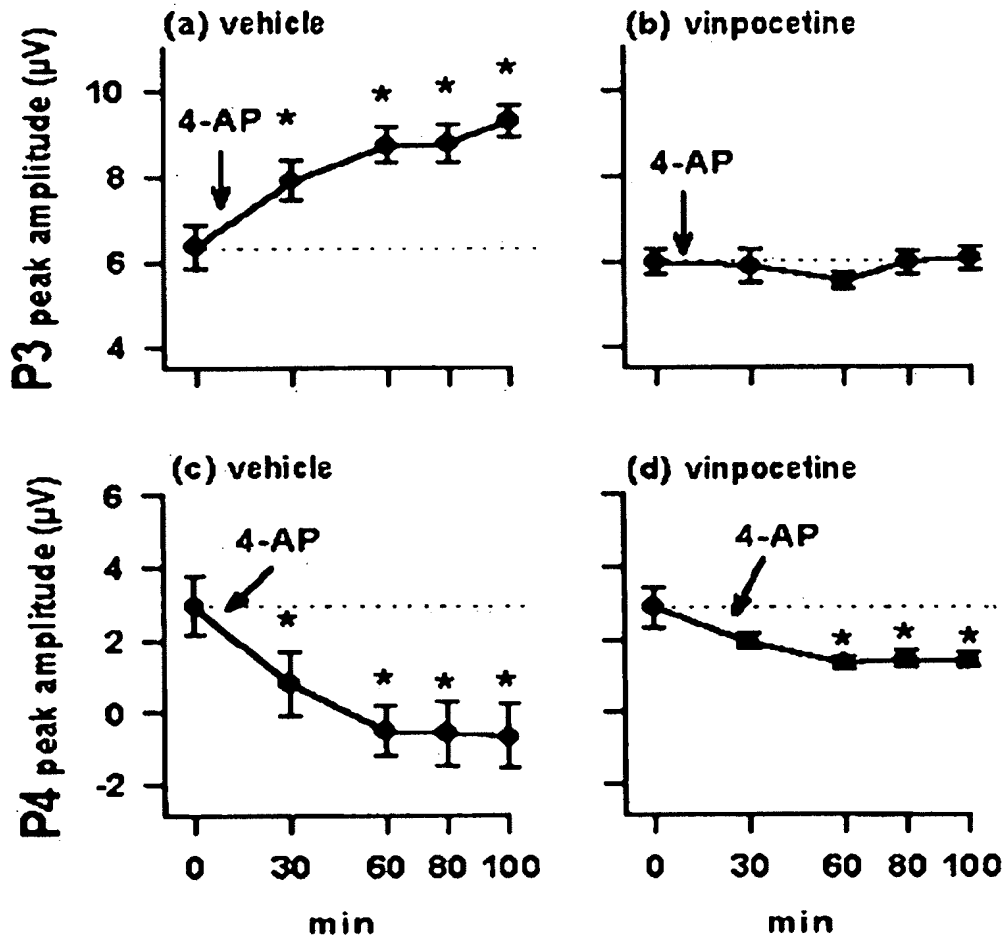 (a) vehicle
(b) vinpocetine
P3 peak amplitude (µV)
10
8
6
4
4-AP *
* * *
4-AP
(c) vehicle
(d) vinpocetine
P4 peak amplitude (µV)
6
4
2
0
-2
4-AP
*
* * *
4-AP
* * *
0 30 60 80 100
0 30 60 80 100
min
min